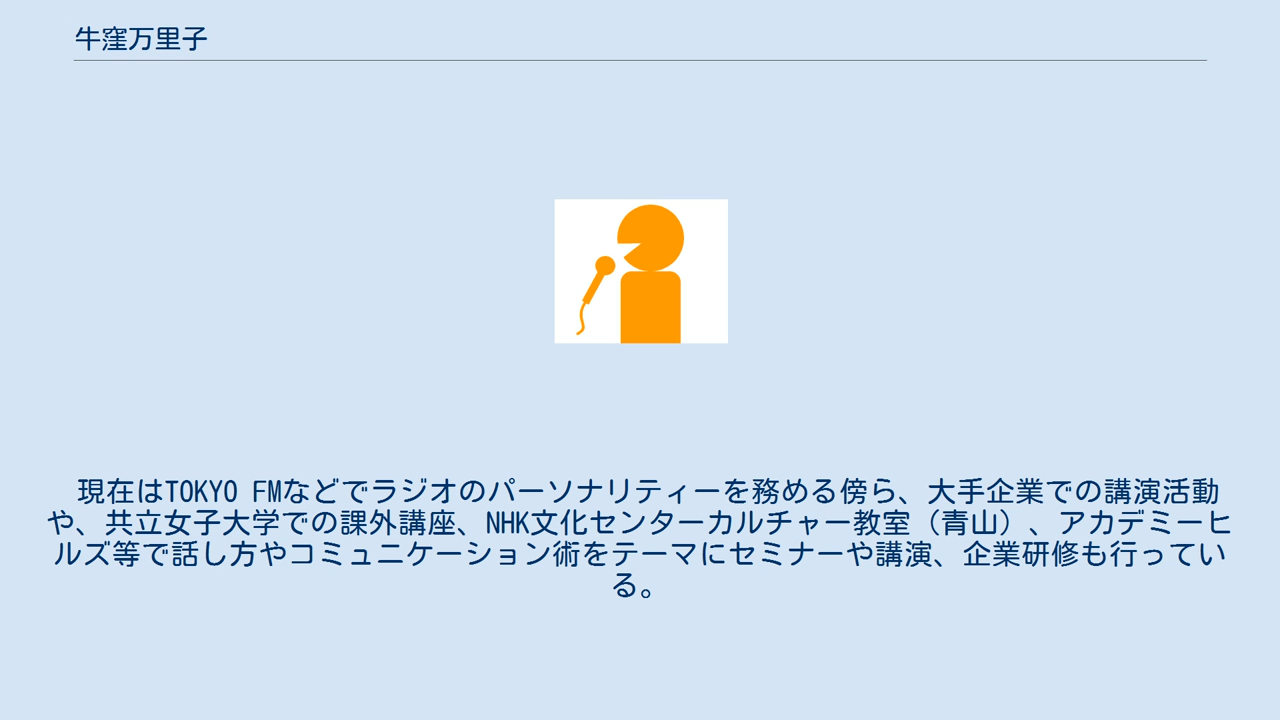 牛窪万里子
現在はTOKYO FMなどでラジオのパーソナリティーを務める傍ら、大手企業での講演活動
や、共立女子大学での課外講座、NHK文化センターカルチャー教室（青山）、アカデミーヒ
ルズ等で話し方やコミュニケーション術をテーマにセミナーや講演、企業研修も行ってい
る。